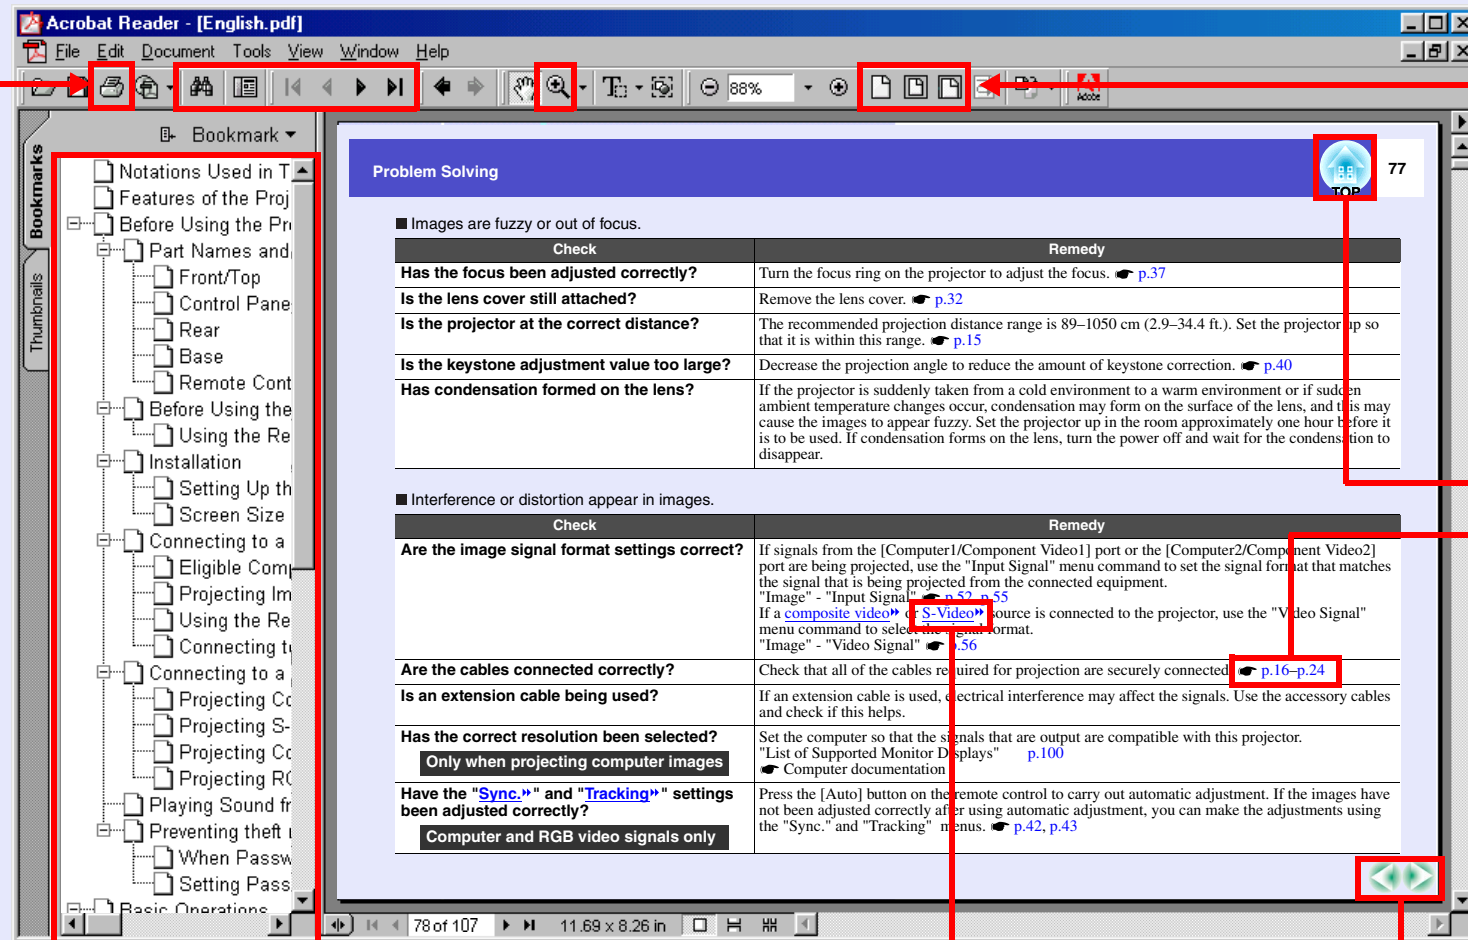 Acrobat Reader - [English.pdf]
File Edit Document Tools View Window Help
88%
Adobe
Bookmarks
Thumbnails
Bookmark
Notations Used in T
Features of the Proj
Before Using the Pr
Part Names and
Front/Top
Control Pane
Rear
Base
Remote Cont
Before Using the
Using the Re
Installation
Setting Up th
Screen Size
Connecting to a
Eligible Comp
Projecting Im
Using the Re
Connecting t
Connecting to a
Projecting Co
Projecting S-
Projecting Co
Projecting RG
Playing Sound fr
Preventing theft
When Passw
Setting Pass
Basic Operations
Problem Solving
TOP
77
Images are fuzzy or out of focus.
Check Remedy
Has the focus been adjusted correctly? Turn the focus ring on the projector to adjust the focus. p.37
Is the lens cover still attached? Remove the lens cover. p.32
Is the projector at the correct distance? The recommended projection distance range is 89–1050 cm (2.9–34.4 ft.). Set the projector up so
that it is within this range. p.15
Is the keystone adjustment value too large? Decrease the projection angle to reduce the amount of keystone correction. p.40
Has condensation formed on the lens? If the projector is suddenly taken from a cold environment to a warm environment or if sudden
ambient temperature changes occur, condensation may form on the surface of the lens, and this may
cause the images to appear fuzzy. Set the projector up in the room approximately one hour before it
is to be used. If condensation forms on the lens, turn the power off and wait for the condensation to
disappear.
Interference or distortion appear in images.
Check Remedy
Are the image signal format settings correct? If signals from the [Computer1/Component Video1] port or the [Computer2/Component Video2]
port are being projected, use the "Input Signal" menu command to set the signal format that matches
the signal that is being projected from the connected equipment.
"Image" - "Input Signal" p.52, p.55
If a composite video or S-Video source is connected to the projector, use the "Video Signal"
menu command to select the signal format.
"Image" - "Video Signal" p.56
Are the cables connected correctly? Check that all of the cables required for projection are securely connected. p.16–p.24
Is an extension cable being used? If an extension cable is used, electrical interference may affect the signals. Use the accessory cables
and check if this helps.
Has the correct resolution been selected? Set the computer so that the signals that are output are compatible with this projector.
Only when projecting computer images "List of Supported Monitor Displays" p.100
Computer documentation
Have the "Sync." and "Tracking" settings Press the [Auto] button on the remote control to carry out automatic adjustment. If the images have
been adjusted correctly? not been adjusted correctly after using automatic adjustment, you can make the adjustments using
Computer and RGB video signals only the "Sync." and "Tracking" menus. p.42, p.43
78 of 107 11.69 x 8.26 in